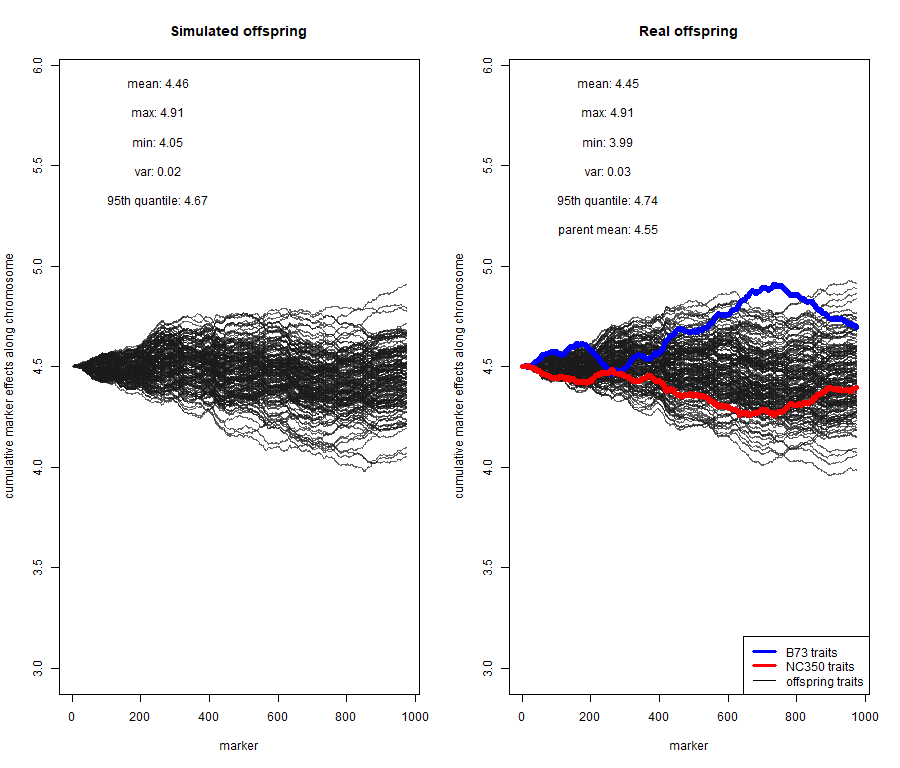 Simulated offspring
mean: 4.46
max: 4.91
min: 4.05
var: 0.02
95th quantile: 4.67
cumulative marker effects along chromosome
6.0
5.5
5.0
4.5
4.0
3.5
3.0
0 200 400 600 800 1000
marker
Real offspring
mean: 4.45
max: 4.91
min: 3.99
var: 0.03
95th quantile: 4.74
parent mean: 4.55
cumulative marker effects along chromosome
6.0
5.5
5.0
4.5
4.0
3.5
3.0
B73 traits
NC350 traits
offspring traits
0 200 400 600 800 1000
marker